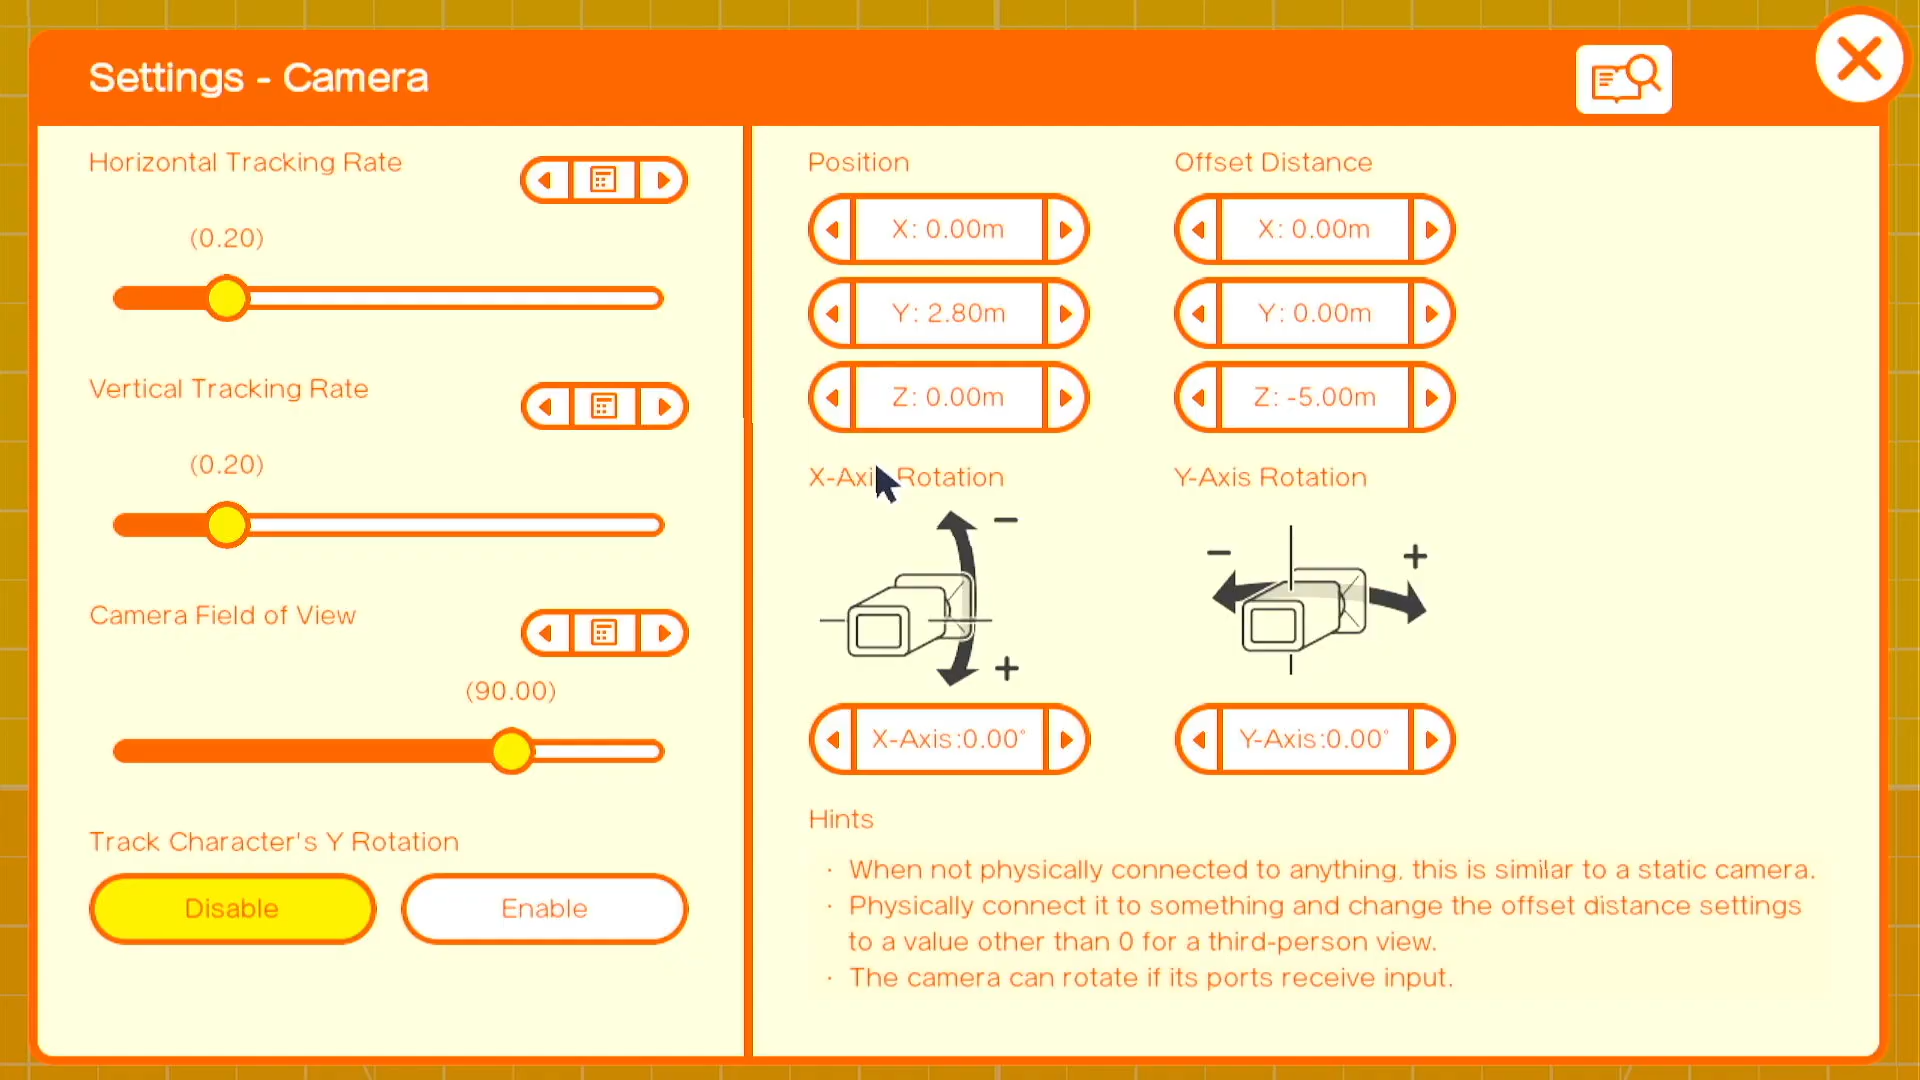 Settings - Camera
Horizontal Tracking Rate
(0.20)
Vertical Tracking Rate
(0.20)
Camera Field of View
(90.00)
Track Character's Y Rotation
Disable
Enable
Position
X: 0.00m
Y: 2.80m
Z: 0.00m
Offset Distance
X: 0.00m
Y: 0.00m
Z: -5.00m
X-Axis Rotation
− +
X-Axis:0.00°
Y-Axis Rotation
− +
Y-Axis:0.00°
Hints
· When not physically connected to anything, this is similar to a static camera.
· Physically connect it to something and change the offset distance settings
to a value other than 0 for a third-person view.
· The camera can rotate if its ports receive input.